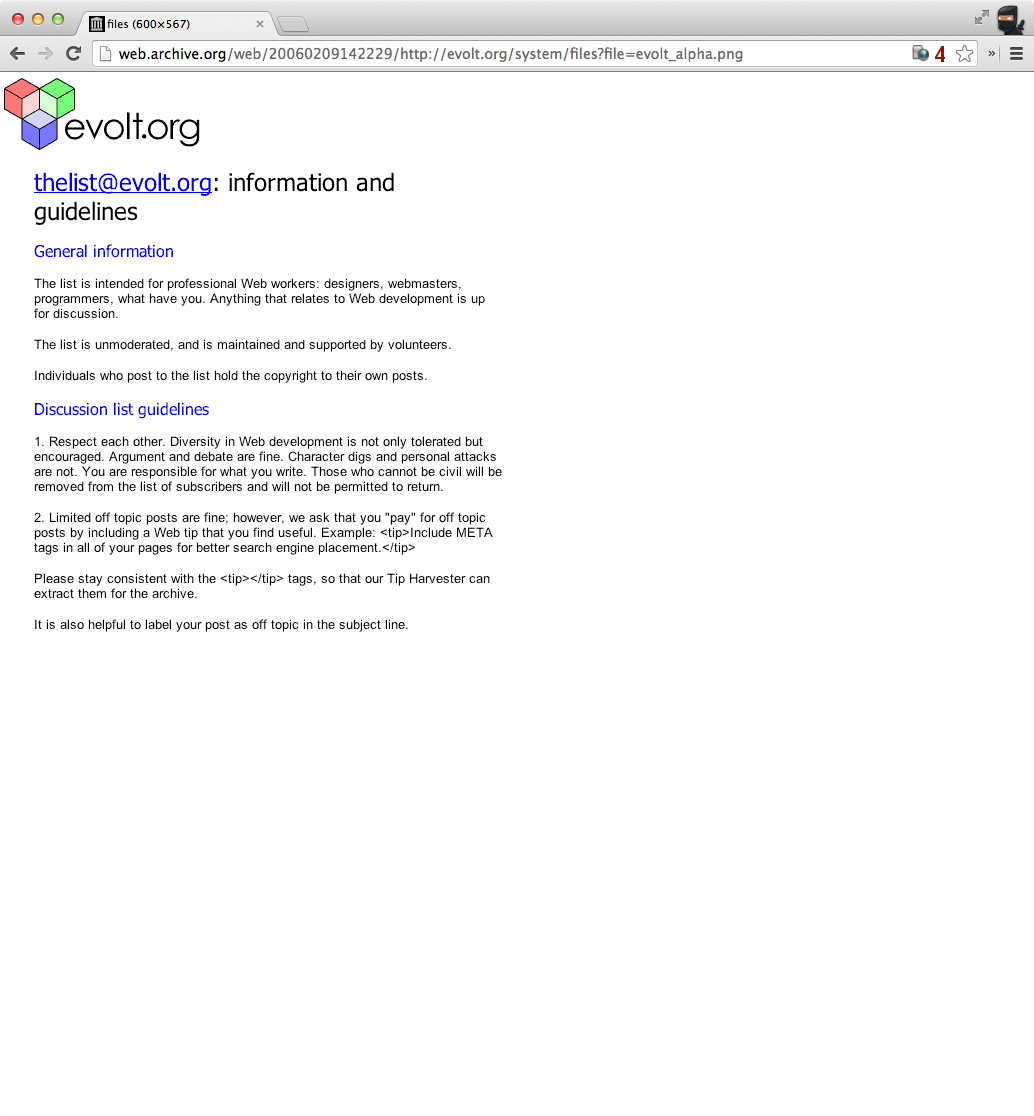 files (600×567)
web.archive.org/web/20060209142229/http://evolt.org/system/files?file=evolt_alpha.png
4
»
evolt.org
thelist@evolt.org: information and
guidelines
General information
The list is intended for professional Web workers: designers, webmasters,
programmers, what have you. Anything that relates to Web development is up
for discussion.
The list is unmoderated, and is maintained and supported by volunteers.
Individuals who post to the list hold the copyright to their own posts.
Discussion list guidelines
1. Respect each other. Diversity in Web development is not only tolerated but
encouraged. Argument and debate are fine. Character digs and personal attacks
are not. You are responsible for what you write. Those who cannot be civil will be
removed from the list of subscribers and will not be permitted to return.
2. Limited off topic posts are fine; however, we ask that you "pay" for off topic
posts by including a Web tip that you find useful. Example: <tip>Include META
tags in all of your pages for better search engine placement.</tip>
Please stay consistent with the <tip></tip> tags, so that our Tip Harvester can
extract them for the archive.
It is also helpful to label your post as off topic in the subject line.